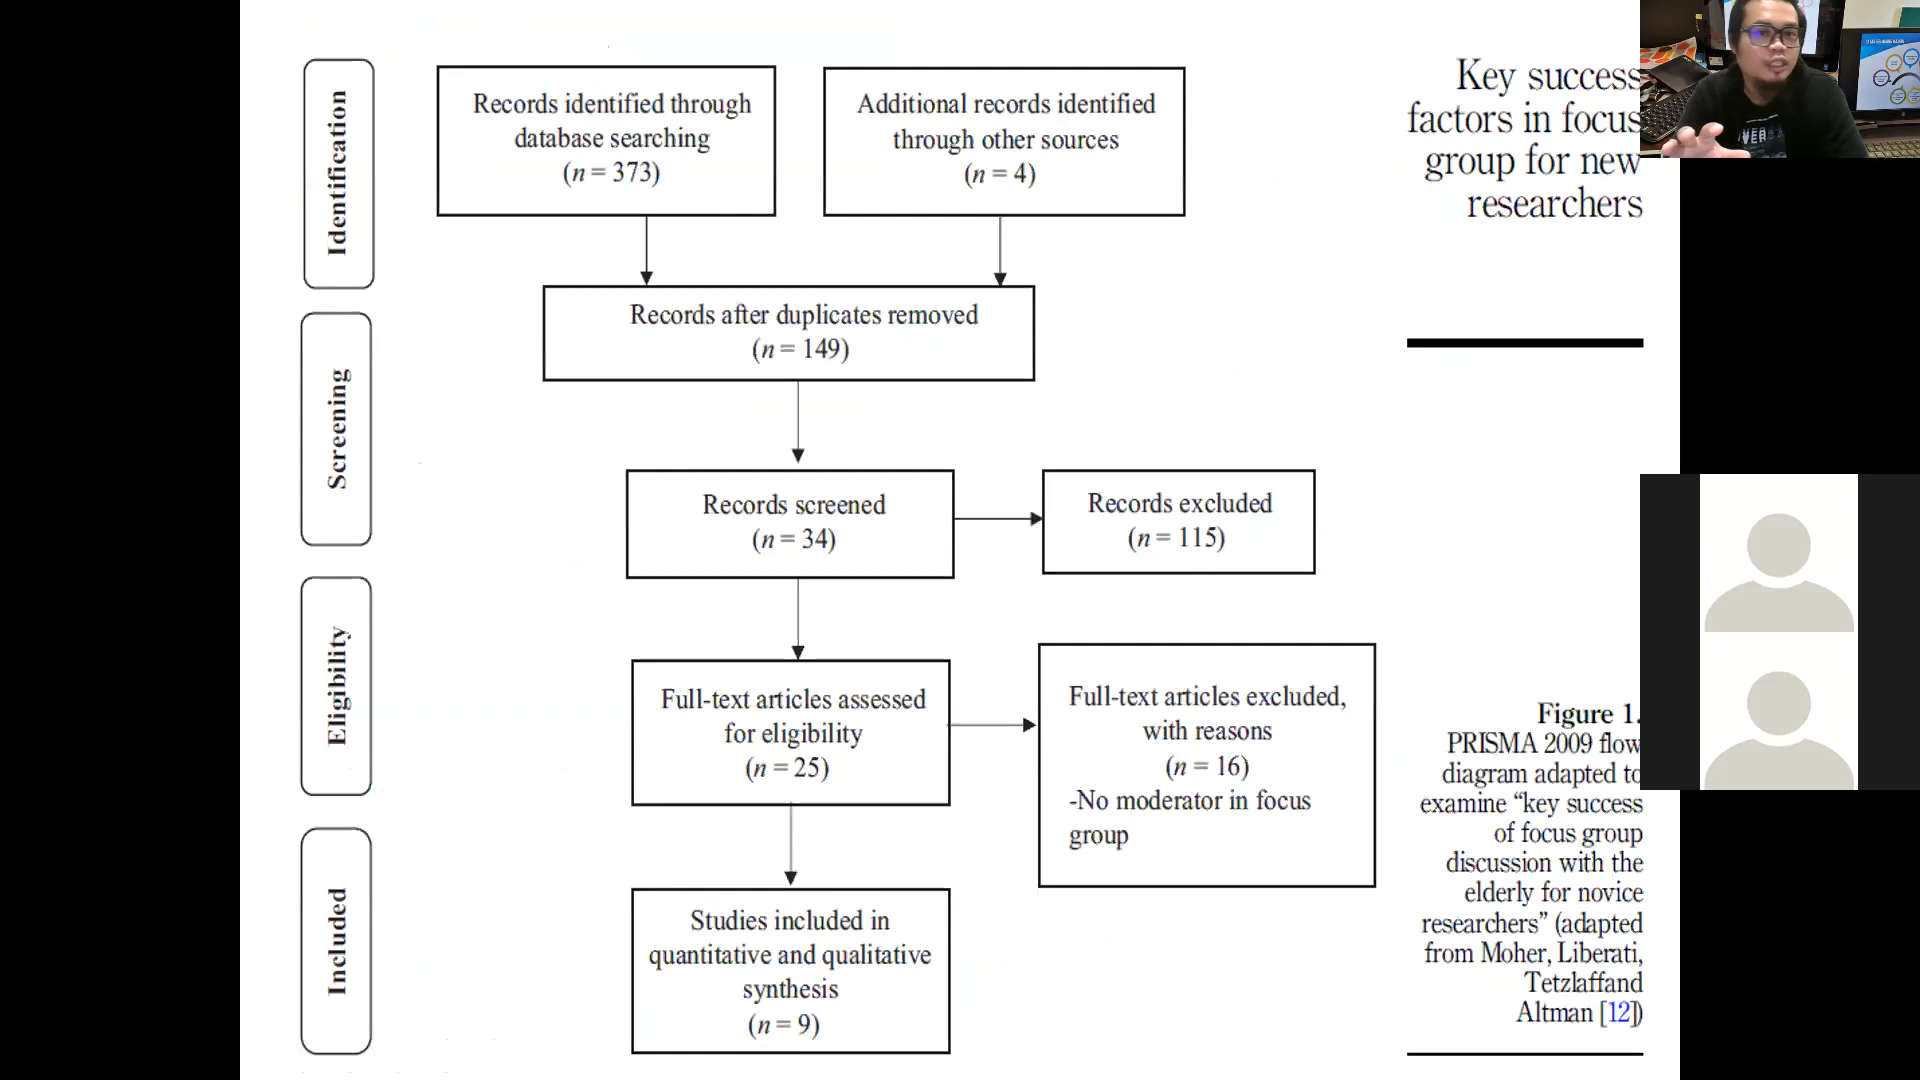 Identification
Records identified through
database searching
(n = 373)
Additional records identified
through other sources
(n = 4)
Key success
factors in focus
group for new
researchers
Screening
Records after duplicates removed
(n = 149)
Records screened
(n = 34)
Records excluded
(n = 115)
Eligibility
Full-text articles assessed
for eligibility
(n = 25)
Full-text articles excluded,
with reasons
(n = 16)
-No moderator in focus
group
Included
Studies included in
quantitative and qualitative
synthesis
(n = 9)
Figure 1.
PRISMA 2009 flow
diagram adapted to
examine “key success
of focus group
discussion with the
elderly for novice
researchers” (adapted
from Moher, Liberati,
Tetzlaffand
Altman [12])